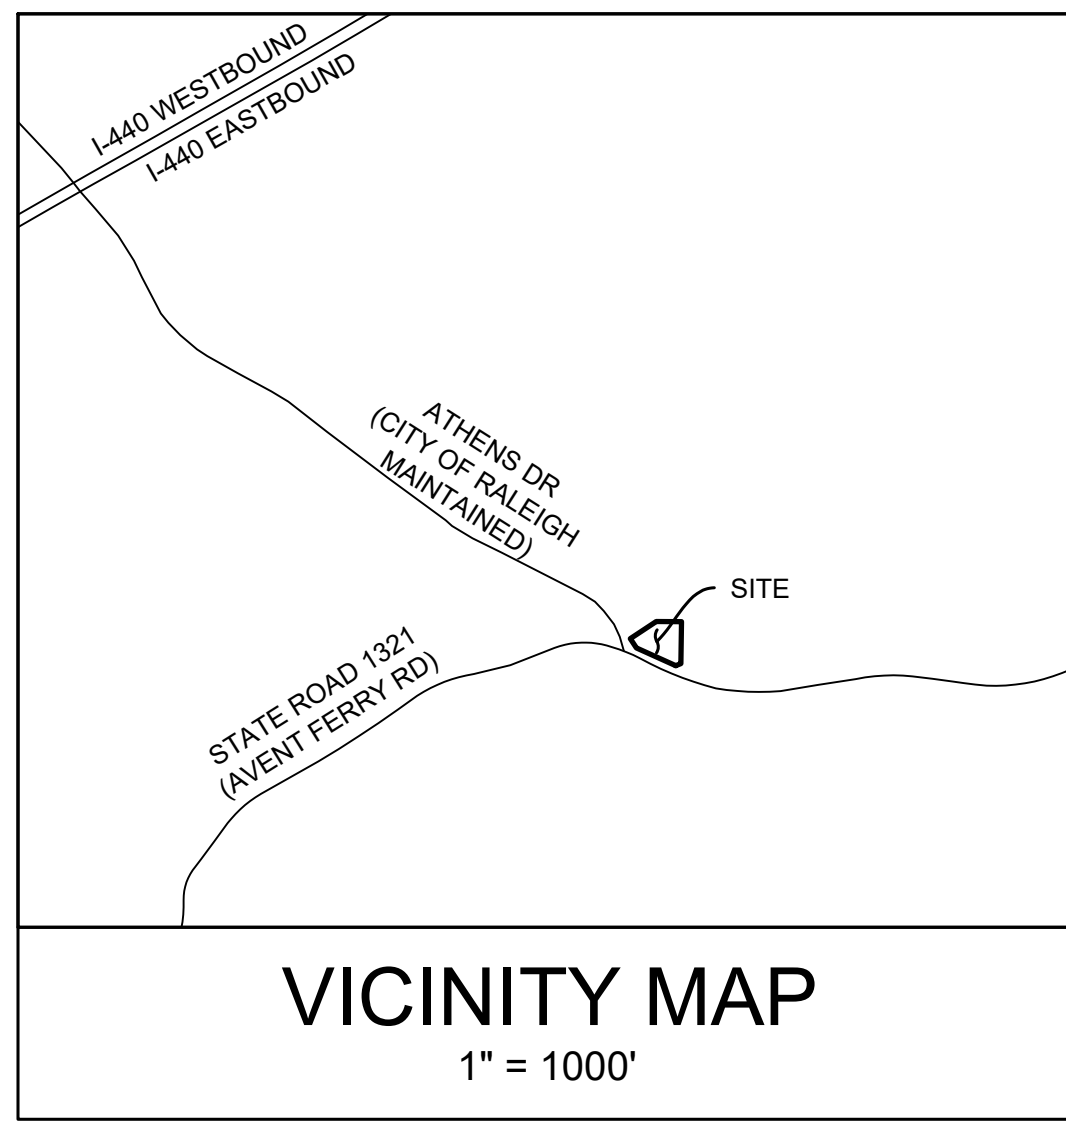 I-440 WESTBOUND
I-440 EASTBOUND
ATHENS DR
(CITY OF RALEIGH
MAINTAINED)
SITE
STATE ROAD 1321
(AVENT FERRY RD)
VICINITY MAP
1" = 1000'